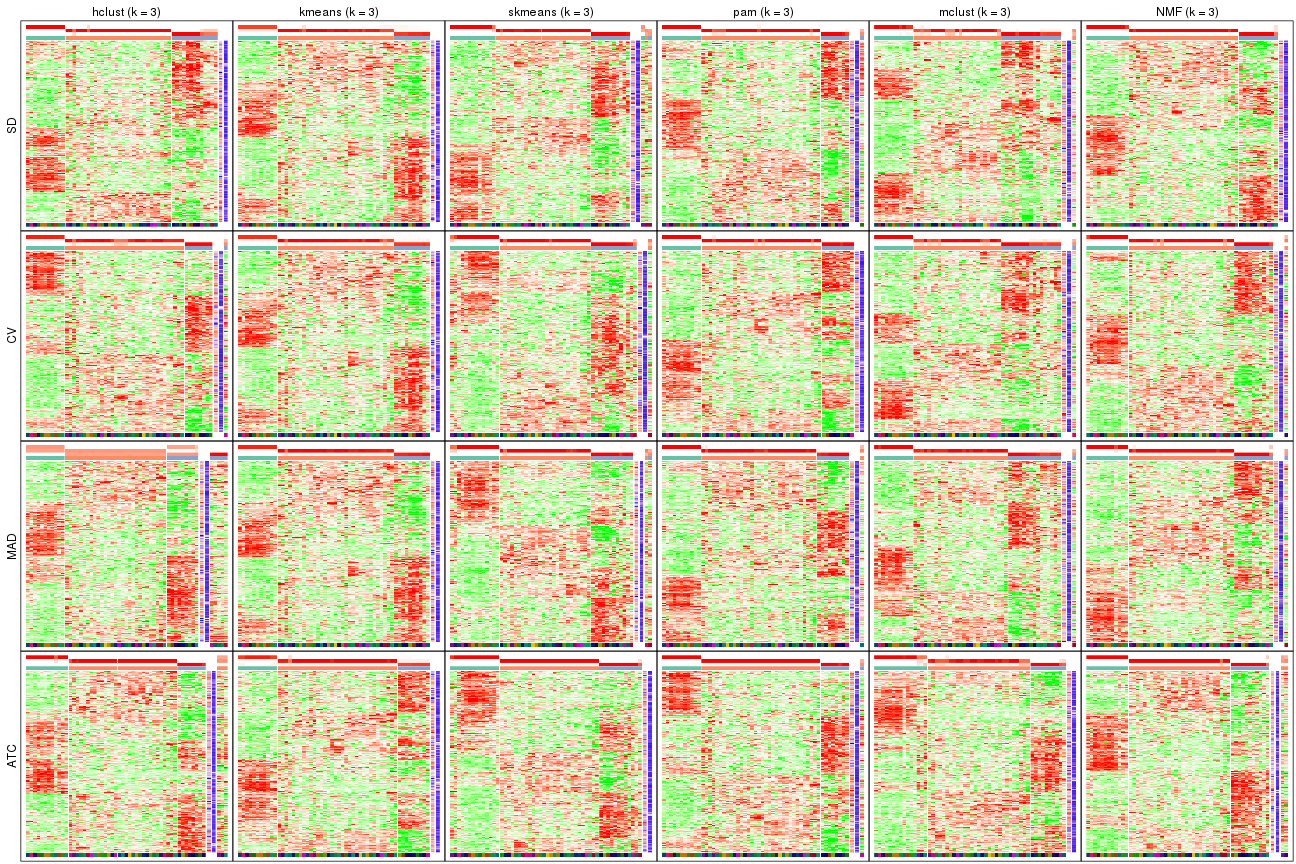 hclust (k = 3) kmeans (k = 3) skmeans (k = 3) pam (k = 3) mclust (k = 3) NMF (k = 3)
SD
CV
MAD
ATC